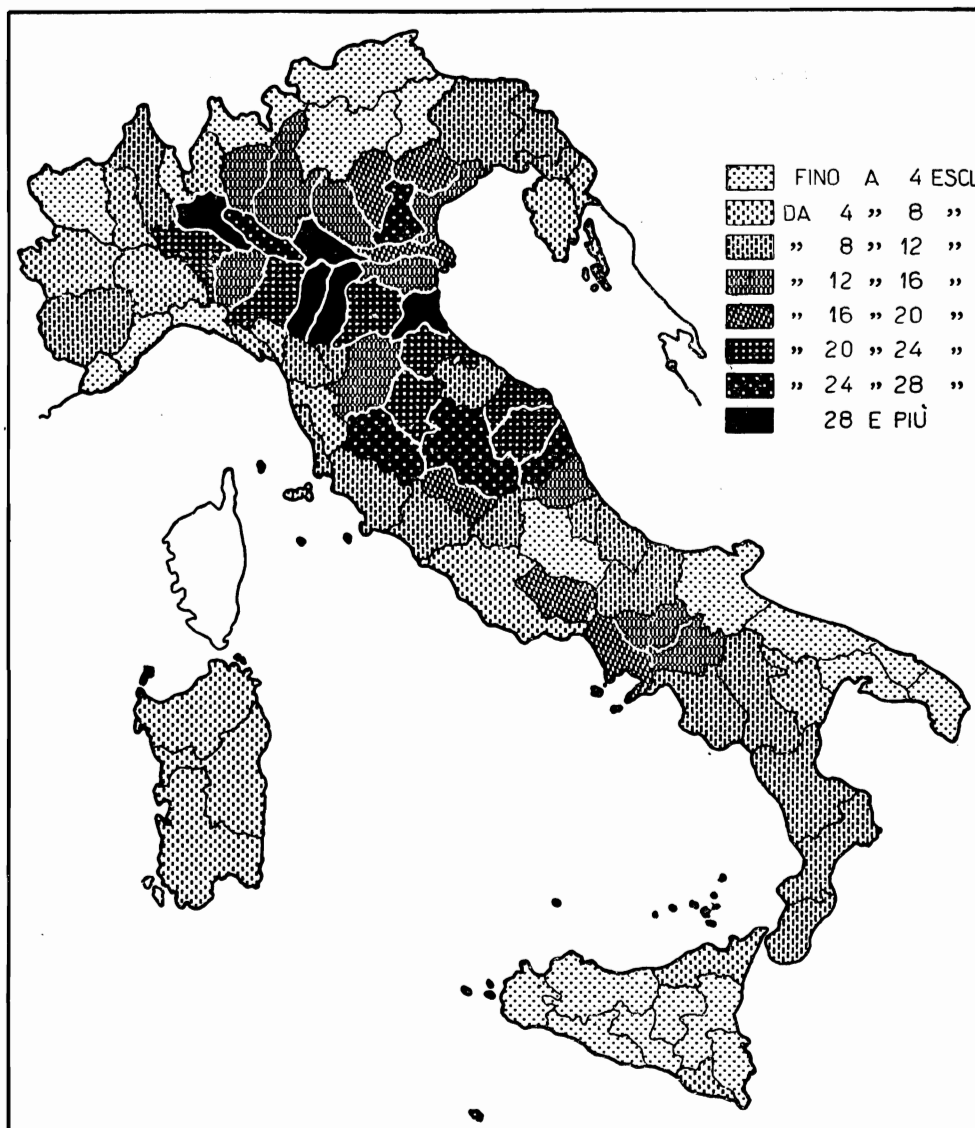 FINO A 4 ESCL
DA 4 „ 8 „
„ 8 „ 12 „
„ 12 „ 16 „
„ 16 „ 20 „
„ 20 „ 24 „
„ 24 „ 28 „
28 E PIÙ